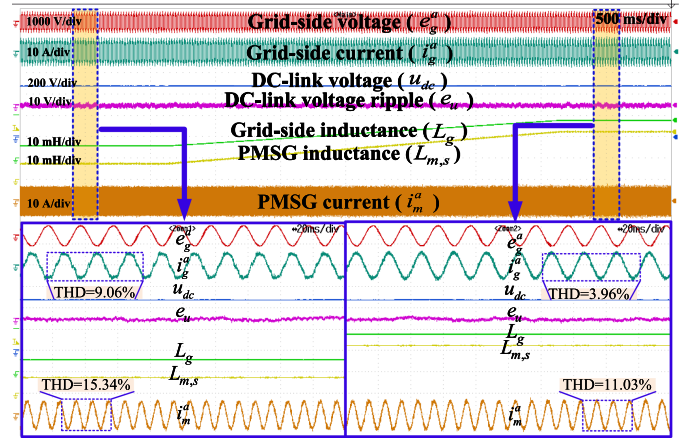 1000 V/div Grid-side voltage ( e_g^a ) 500 ms/div
10 A/div Grid-side current ( i_g^a )
200 V/div DC-link voltage ( u_dc )
10 V/div DC-link voltage ripple ( e_u )
Grid-side inductance ( L_g )
10 mH/div
PMSG inductance ( L_m,s )
10 mH/div
10 A/div PMSG current ( i_m^a )
<Zoom1> 20ms/div
e_g^a
i_g^a
THD=9.06%
u_dc
e_u
L_g
L_m,s
THD=15.34%
i_m^a
<Zoom2> 20ms/div
e_g^a
i_g^a
u_dc
THD=3.96%
e_u
L_g
L_m,s
THD=11.03%
i_m^a